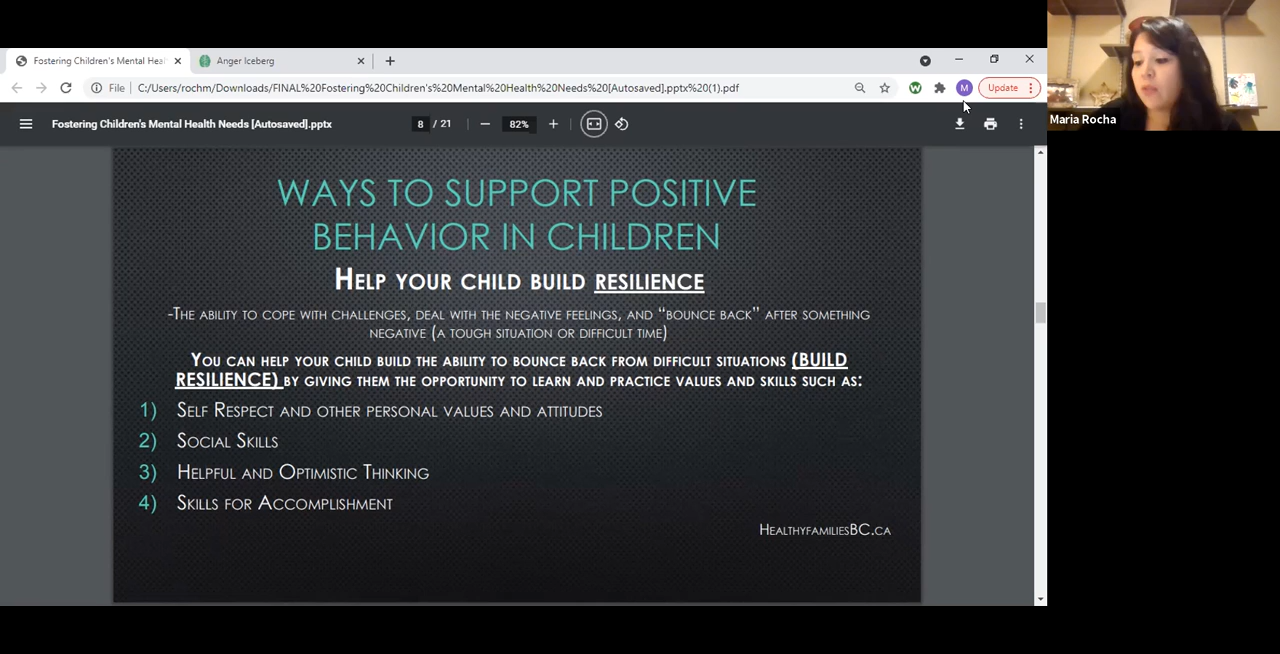 Fostering Children's Mental Hea
Anger Iceberg
File
C:/Users/rochm/Downloads/FINAL%20Fostering%20Children's%20Mental%20Health%20Needs%20[Autosaved].pptx%20(1).pdf
W
M
Update
Maria Rocha
Fostering Children's Mental Health Needs [Autosaved].pptx
8 / 21
82%
WAYS TO SUPPORT POSITIVE
BEHAVIOR IN CHILDREN
HELP YOUR CHILD BUILD RESILIENCE
-THE ABILITY TO COPE WITH CHALLENGES, DEAL WITH THE NEGATIVE FEELINGS, AND “BOUNCE BACK” AFTER SOMETHING
NEGATIVE (A TOUGH SITUATION OR DIFFICULT TIME)
YOU CAN HELP YOUR CHILD BUILD THE ABILITY TO BOUNCE BACK FROM DIFFICULT SITUATIONS (BUILD
RESILIENCE) BY GIVING THEM THE OPPORTUNITY TO LEARN AND PRACTICE VALUES AND SKILLS SUCH AS:
1) SELF RESPECT AND OTHER PERSONAL VALUES AND ATTITUDES
2) SOCIAL SKILLS
3) HELPFUL AND OPTIMISTIC THINKING
4) SKILLS FOR ACCOMPLISHMENT
HEALTHYFAMILIESBC.CA